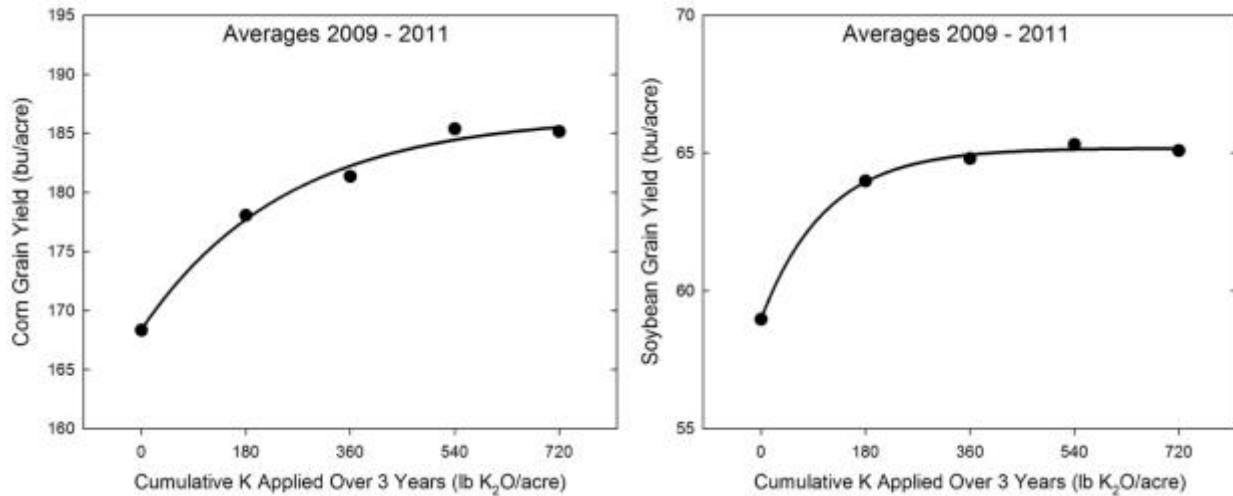 Averages 2009 - 2011
Corn Grain Yield (bu/acre)
195
190
185
180
175
170
165
160
0 180 360 540 720
Cumulative K Applied Over 3 Years (lb K₂O/acre)
Averages 2009 - 2011
Soybean Grain Yield (bu/acre)
70
65
60
55
0 180 360 540 720
Cumulative K Applied Over 3 Years (lb K₂O/acre)